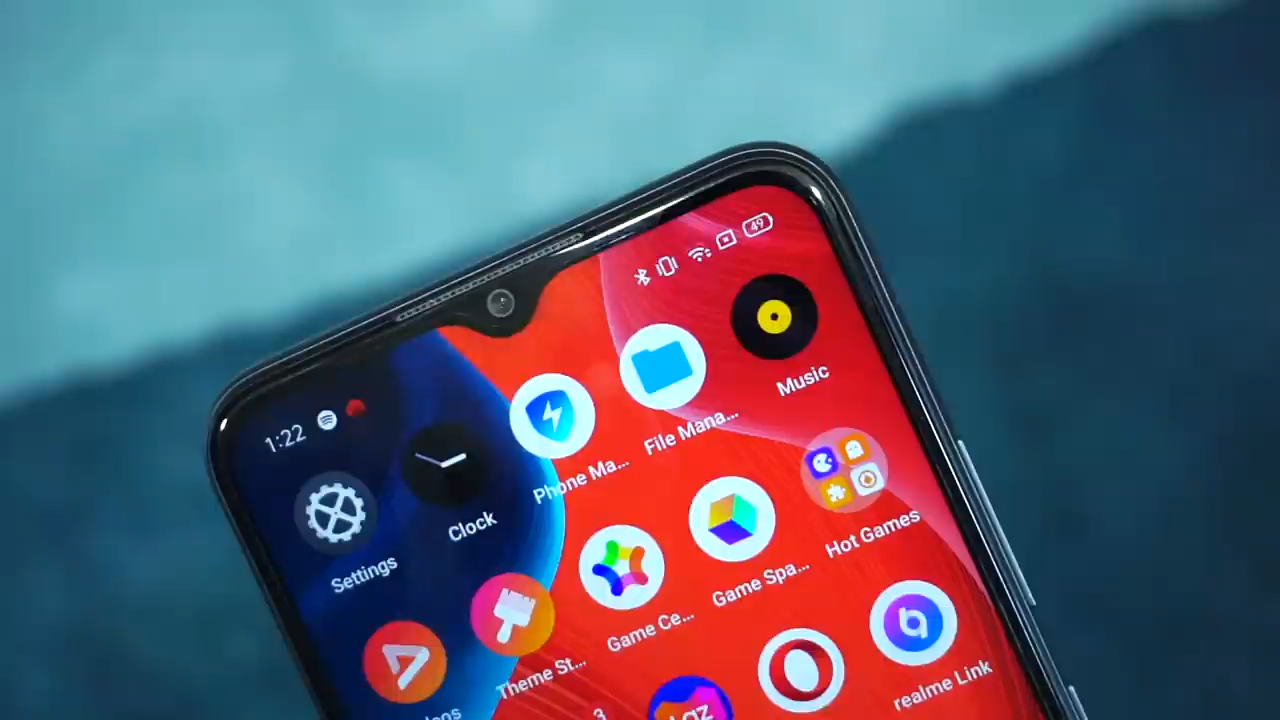 1:22
49
Settings
Clock
Phone Ma...
File Mana...
Music
Theme St...
Game Ce...
Game Spa...
Hot Games
realme Link
3